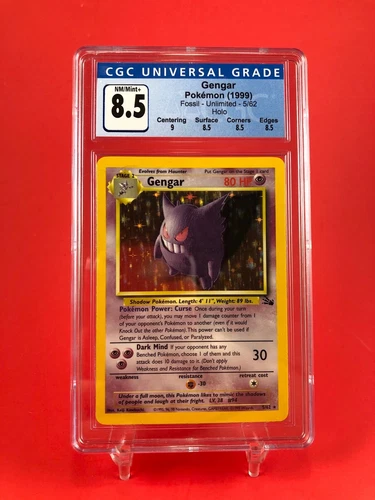 CGC UNIVERSAL GRADE
NM/Mint+
8.5
Gengar
Pokémon (1999)
Fossil - Unlimited - 5/62
Holo
Centering Surface Corners Edges
9 8.5 8.5 8.5
Evolves from Haunter
Put Gengar on the Stage 1 card
STAGE 2
Gengar
80 HP
Shadow Pokémon. Length: 4' 11", Weight: 89 lbs.
Pokémon Power: Curse Once during your turn
(before your attack), you may move 1 damage counter from 1
of your opponent's Pokémon to another (even if it would
Knock Out the other Pokémon). This power can't be used if
Gengar is Asleep, Confused, or Paralyzed.
Dark Mind If your opponent has any
Benched Pokémon, choose 1 of them and this
attack does 10 damage to it. (Don't apply
Weakness and Resistance for Benched Pokémon.)
30
weakness resistance retreat cost
-30
Under a full moon, this Pokémon likes to mimic the shadows
of people and laugh at their fright. LV. 38 #94
5/62